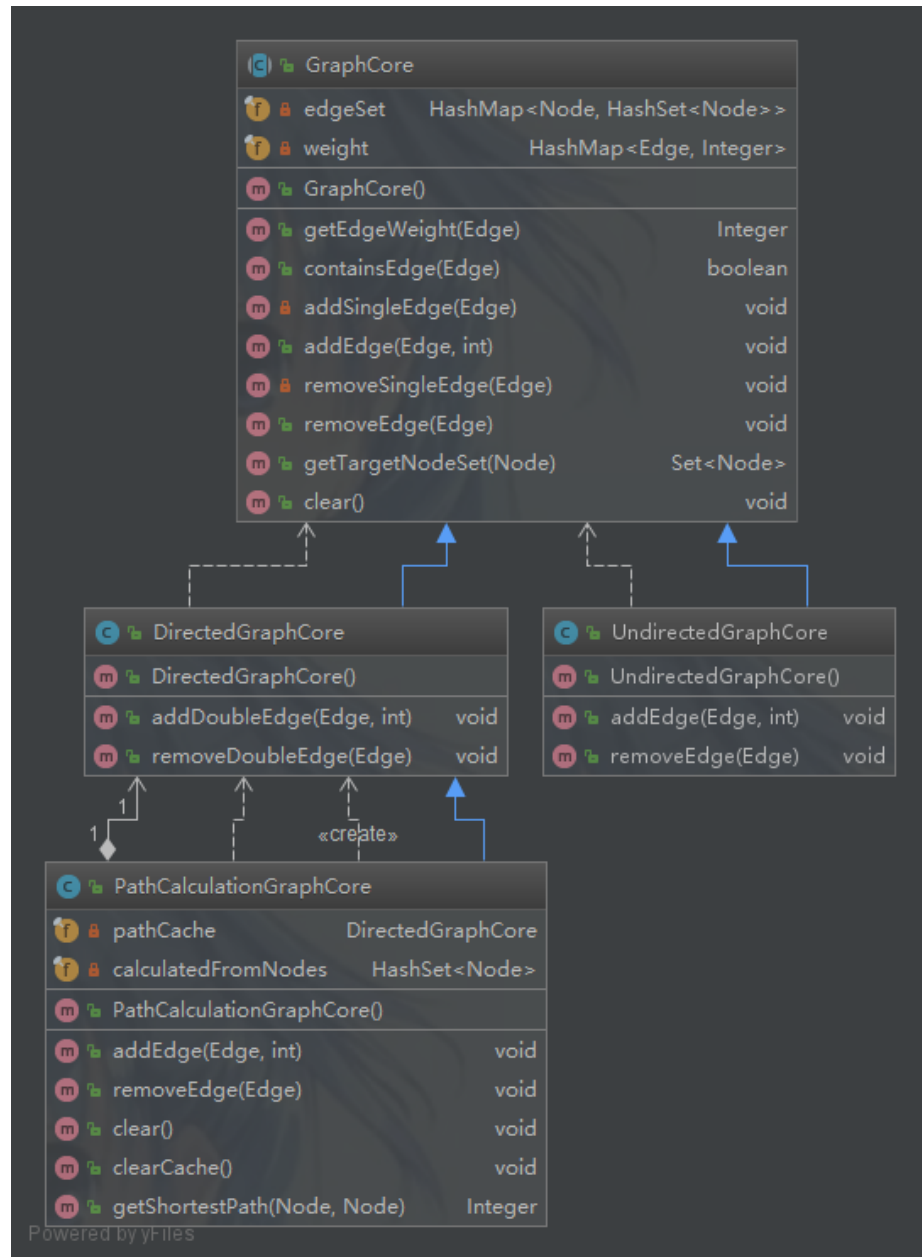 GraphCore
edgeSet HashMap<Node, HashSet<Node>>
weight HashMap<Edge, Integer>
GraphCore()
getEdgeWeight(Edge) Integer
containsEdge(Edge) boolean
addSingleEdge(Edge) void
addEdge(Edge, int) void
removeSingleEdge(Edge) void
removeEdge(Edge) void
getTargetNodeSet(Node) Set<Node>
clear() void
DirectedGraphCore
DirectedGraphCore()
addDoubleEdge(Edge, int) void
removeDoubleEdge(Edge) void
UndirectedGraphCore
UndirectedGraphCore()
addEdge(Edge, int) void
removeEdge(Edge) void
1
1
«create»
PathCalculationGraphCore
pathCache DirectedGraphCore
calculatedFromNodes HashSet<Node>
PathCalculationGraphCore()
addEdge(Edge, int) void
removeEdge(Edge) void
clear() void
clearCache() void
getShortestPath(Node, Node) Integer
Powered by yFiles